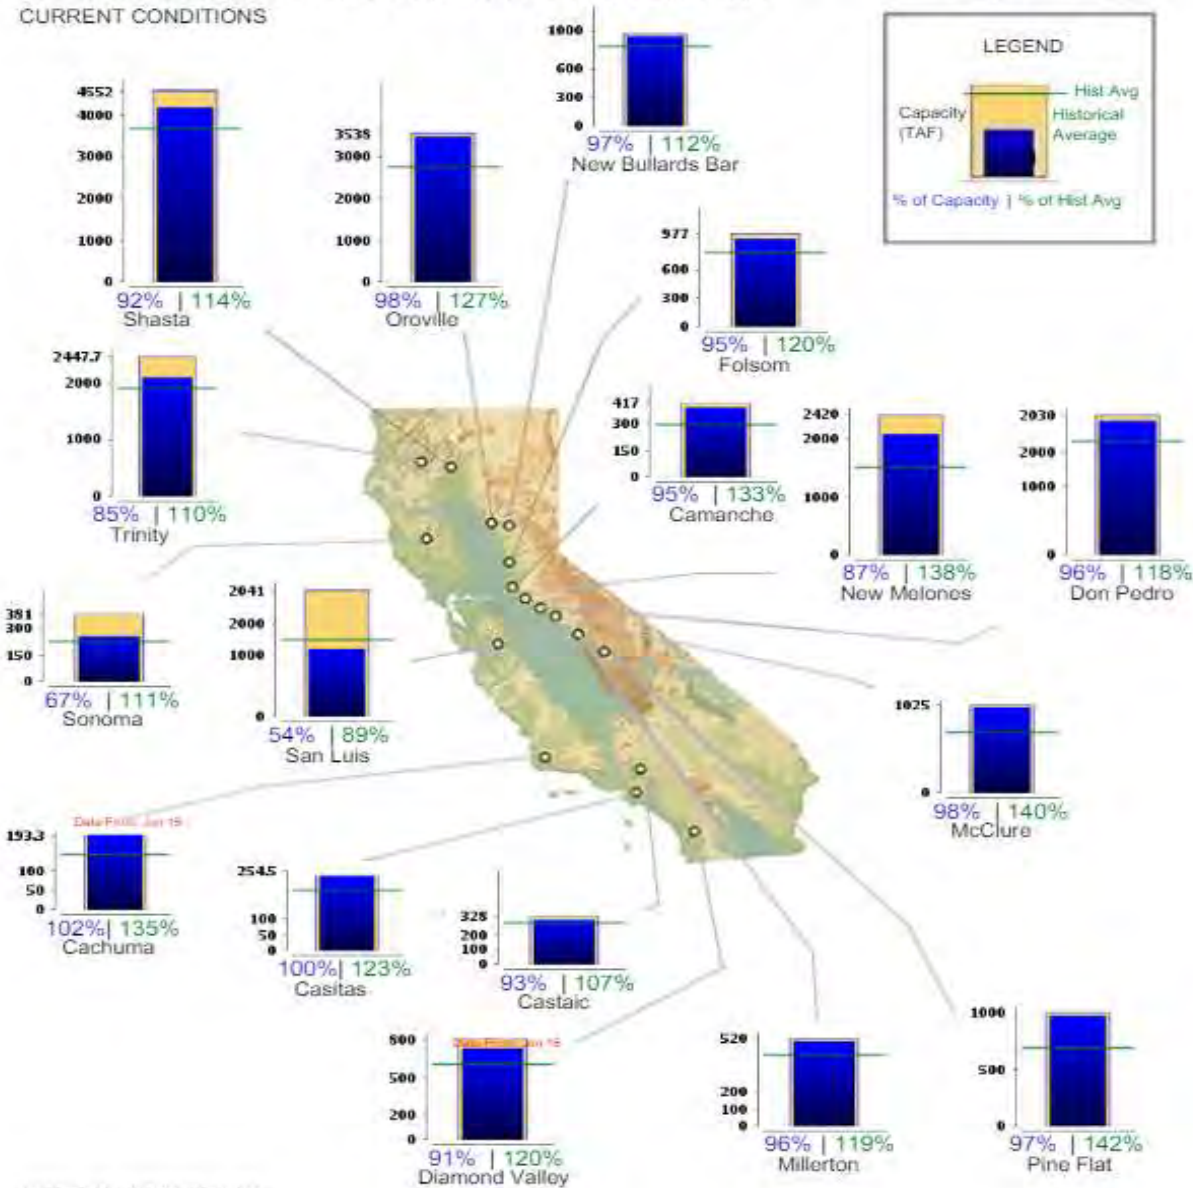 CURRENT CONDITIONS
LEGEND
Hist Avg
Capacity
(TAF)
Historical
Average
% of Capacity | % of Hist Avg
4552
4000
3000
2000
1000
0
92% | 114%
Shasta
3538
3000
2000
1000
0
98% | 127%
Oroville
1000
600
300
0
97% | 112%
New Bullards Bar
977
600
300
0
95% | 120%
Folsom
2447.7
2000
1000
0
85% | 110%
Trinity
417
300
150
0
95% | 133%
Camanche
2420
2000
1000
0
87% | 138%
New Melones
2030
2000
1000
0
96% | 118%
Don Pedro
381
300
150
0
67% | 111%
Sonoma
2041
2000
1000
0
54% | 89%
San Luis
1025
0
98% | 140%
McClure
Data From: Jun 15
193.3
100
50
0
102% | 135%
Cachuma
254.5
100
50
0
100% | 123%
Casitas
328
200
100
0
93% | 107%
Castaic
800
500
200
0
91% | 120%
Diamond Valley
520
200
100
0
96% | 119%
Millerton
1000
500
0
97% | 142%
Pine Flat